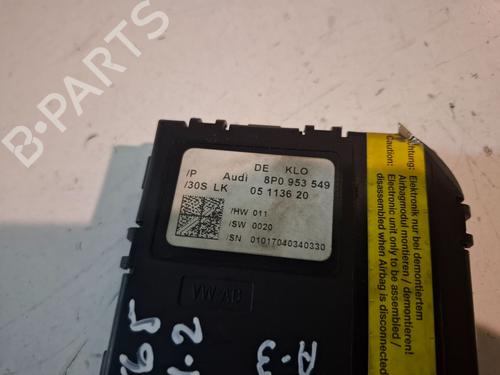 B-PARTS
DE KLO
/P Audi 8P0 953 549
/30S LK 05 1136 20
/HW 011
/SW 0020
/SN 01017040340330
VW AG
Achtung:
Elektronik nur bei demontiertem
Airbagmodul montieren / demontieren!
Caution:
Electronic unit only to be assembled /
disassembled when Airbag is disconnected